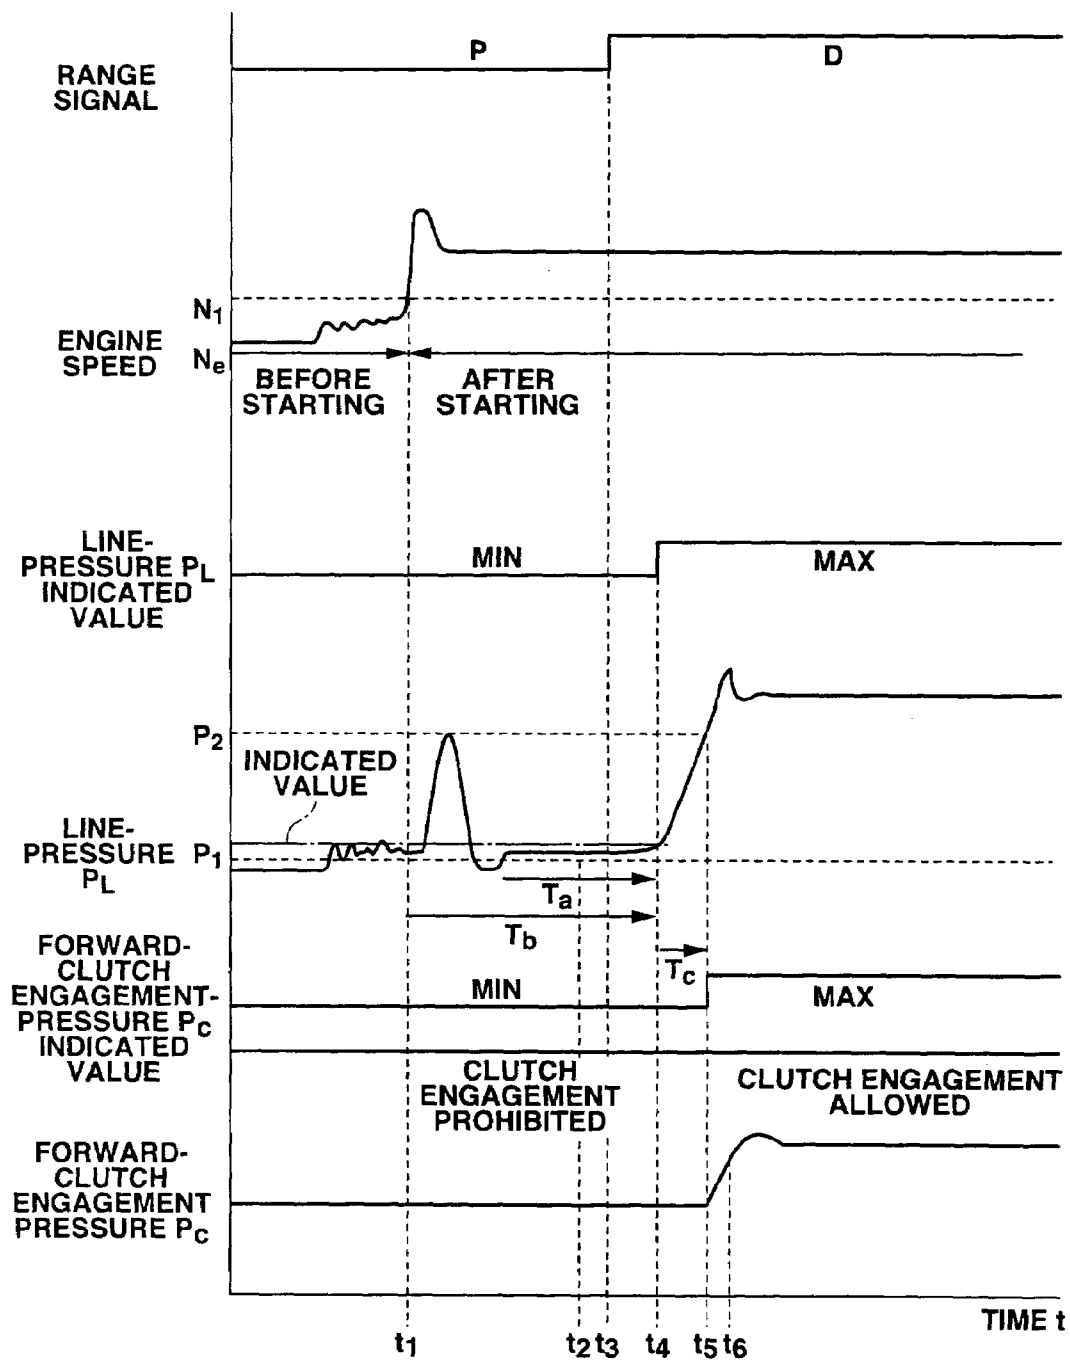 P
D
RANGE
SIGNAL
N1
ENGINE
SPEED
Ne
BEFORE
STARTING
AFTER
STARTING
LINE-
PRESSURE PL
INDICATED
VALUE
MIN
MAX
P2
INDICATED
VALUE
LINE-
PRESSURE
PL
P1
Ta
Tb
Tc
FORWARD-
CLUTCH
ENGAGEMENT-
PRESSURE Pc
INDICATED
VALUE
MIN
MAX
CLUTCH
ENGAGEMENT
PROHIBITED
CLUTCH ENGAGEMENT
ALLOWED
FORWARD-
CLUTCH
ENGAGEMENT
PRESSURE Pc
TIME t
t1 t2 t3 t4 t5 t6